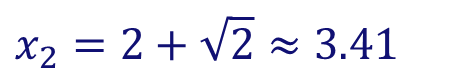 x₂ = 2 + √2 ≈ 3.41